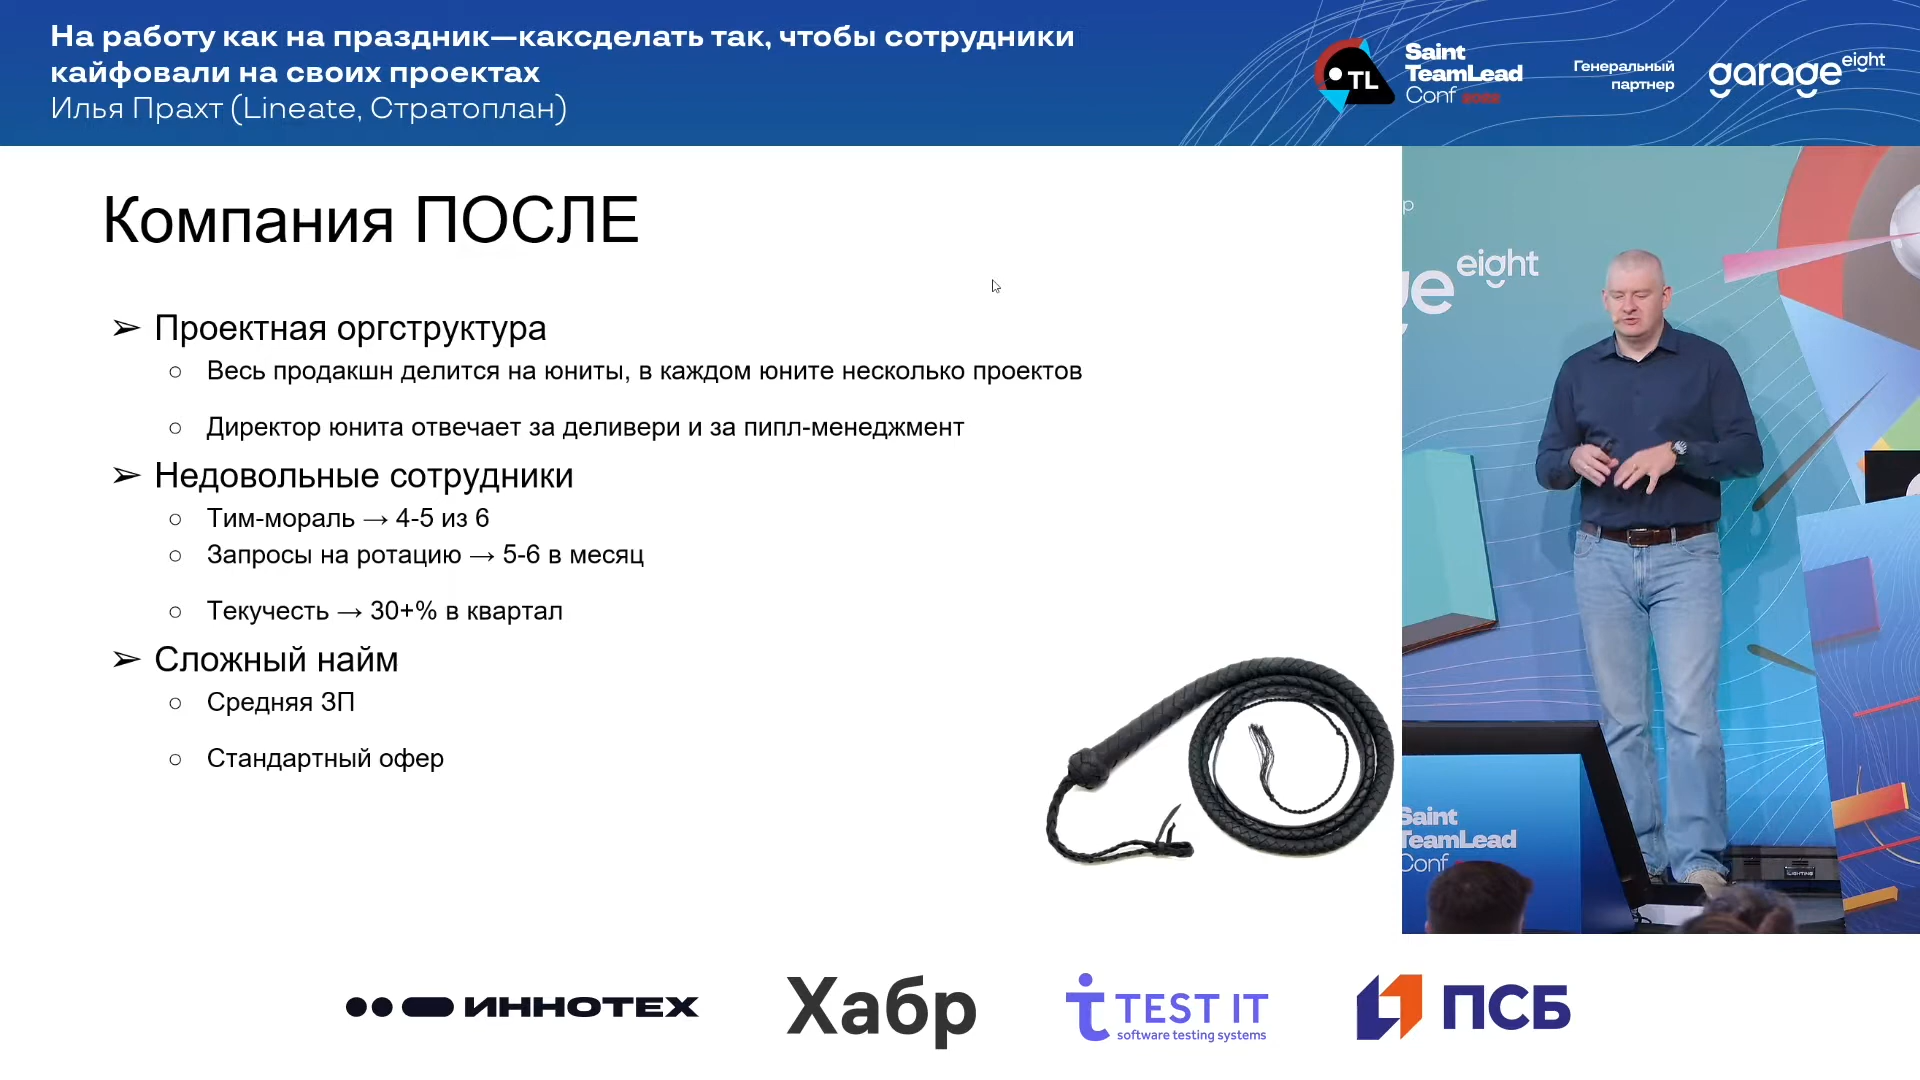 На работу как на праздник—каксделать так, чтобы сотрудники
кайфовали на своих проектах
Илья Прахт (Lineate, Стратоплан)
TL
Saint
TeamLead
Conf 2022
Генеральный
партнер
garage eight
Компания ПОСЛЕ
➢ Проектная оргструктура
○ Весь продакшн делится на юниты, в каждом юните несколько проектов
○ Директор юнита отвечает за деливери и за пипл-менеджмент
➢ Недовольные сотрудники
○ Тим-мораль → 4-5 из 6
○ Запросы на ротацию → 5-6 в месяц
○ Текучесть → 30+% в квартал
➢ Сложный найм
○ Средняя ЗП
○ Стандартный офер
р
ge eight
Saint
TeamLead
Conf
LIGHTING
ИННОТЕХ
Хабр
TEST IT
software testing systems
ПСБ